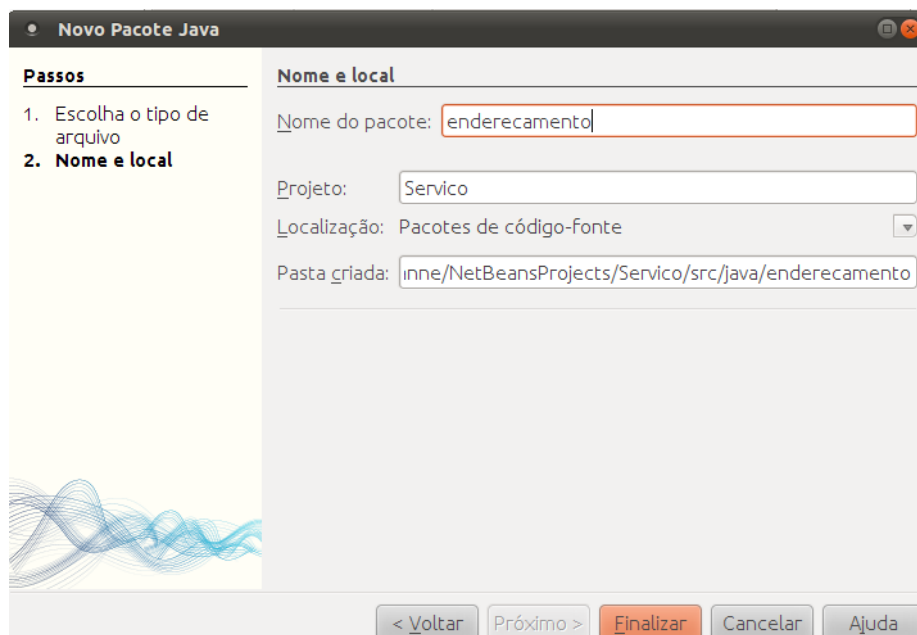 Novo Pacote Java
Passos
1. Escolha o tipo de
arquivo
2. Nome e local
Nome e local
Nome do pacote: enderecamento
Projeto: Servico
Localização: Pacotes de código-fonte
Pasta criada: nne/NetBeansProjects/Servico/src/java/enderecamento
< Voltar Próximo > Finalizar Cancelar Ajuda